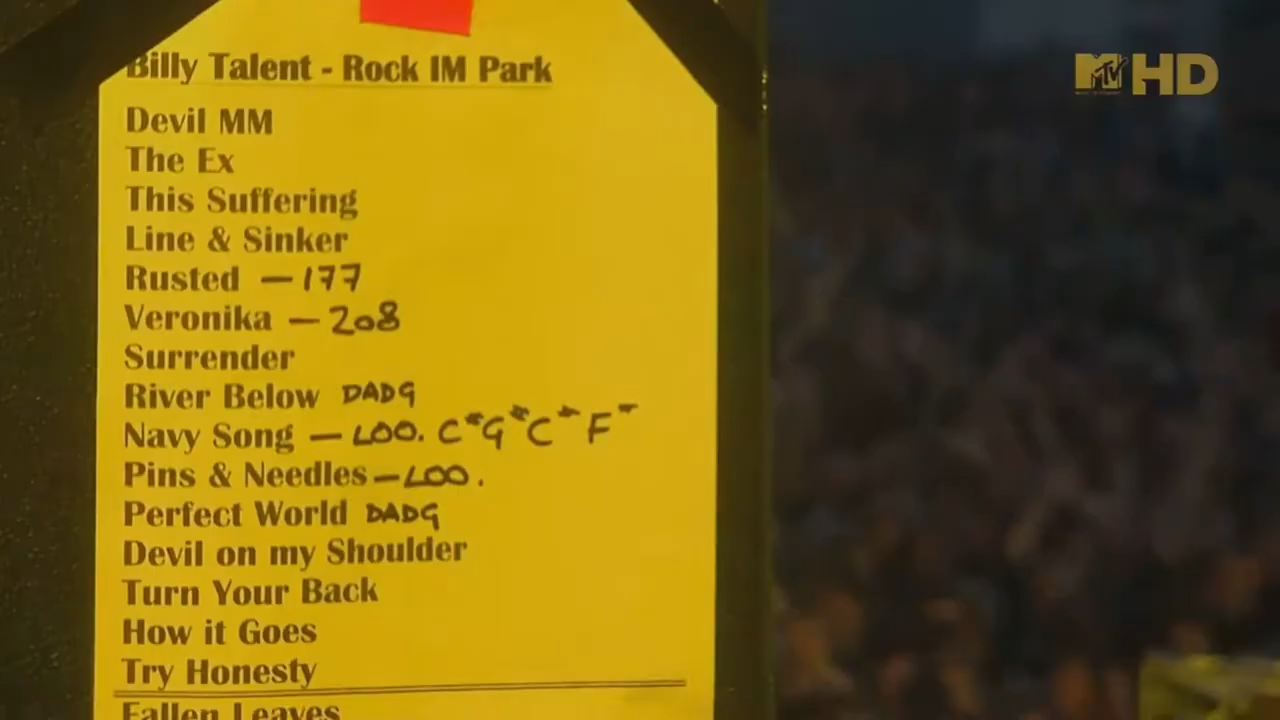 Billy Talent - Rock IM Park
MTV HD
Devil MM
The Ex
This Suffering
Line & Sinker
Rusted — 177
Veronika — 208
Surrender
River Below DADG
Navy Song — LOO. C# G# C# F#
Pins & Needles — LOO.
Perfect World DADG
Devil on my Shoulder
Turn Your Back
How it Goes
Try Honesty
Fallen Leaves